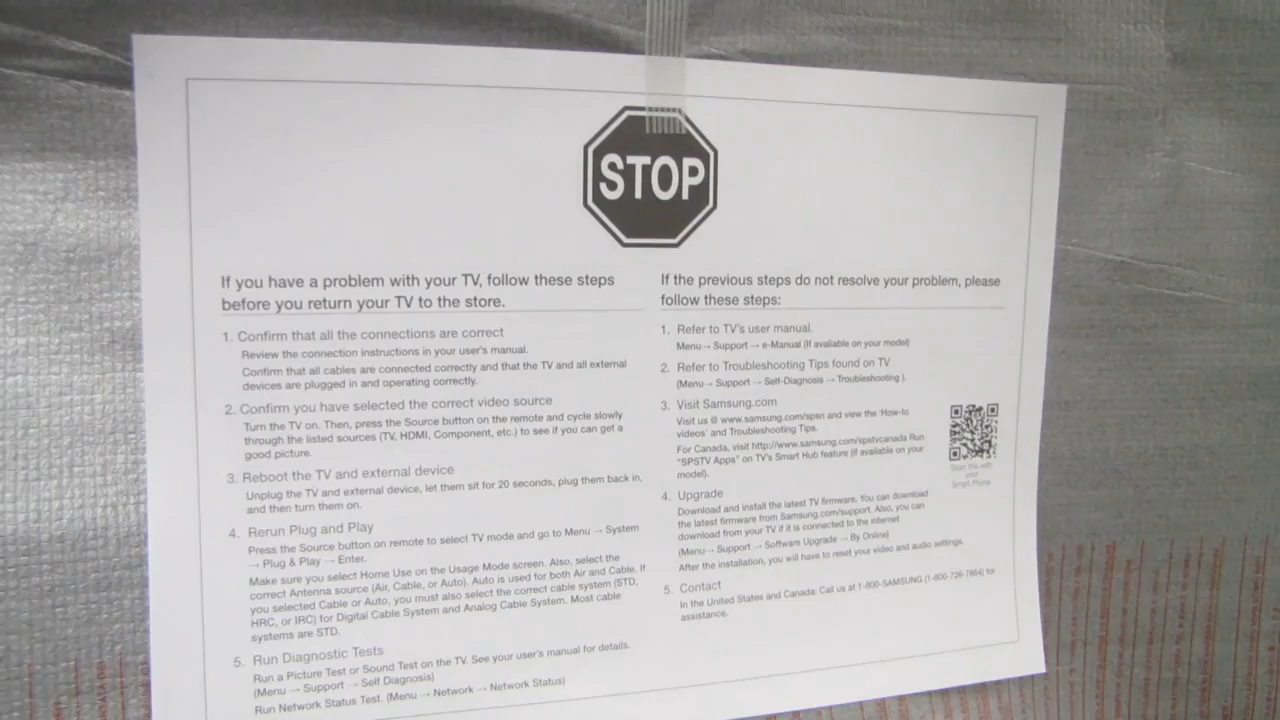 STOP
If you have a problem with your TV, follow these steps
before you return your TV to the store.
1. Confirm that all the connections are correct
Review the connection instructions in your user's manual.
Confirm that all cables are connected correctly and that the TV and all external
devices are plugged in and operating correctly.
2. Confirm you have selected the correct video source
Turn the TV on. Then, press the Source button on the remote and cycle slowly
through the listed sources (TV, HDMI, Component, etc.) to see if you can get a
good picture.
3. Reboot the TV and external device
Unplug the TV and external device, let them sit for 20 seconds, plug them back in,
and then turn them on.
4. Rerun Plug and Play
Press the Source button on remote to select TV mode and go to Menu → System
→ Plug & Play → Enter.
Make sure you select Home Use on the Usage Mode screen. Also, select the
correct Antenna source (Air, Cable, or Auto). Auto is used for both Air and Cable. If
you selected Cable or Auto, you must also select the correct cable system (STD,
HRC, or IRC) for Digital Cable System and Analog Cable System. Most cable
systems are STD.
5. Run Diagnostic Tests
Run a Picture Test or Sound Test on the TV. See your user's manual for details.
(Menu → Support → Self Diagnosis)
Run Network Status Test. (Menu → Network → Network Status)
If the previous steps do not resolve your problem, please
follow these steps:
1. Refer to TV's user manual.
Menu → Support → e-Manual (If available on your model)
2. Refer to Troubleshooting Tips found on TV
(Menu → Support → Self-Diagnosis → Troubleshooting ).
3. Visit Samsung.com
Visit us @ www.samsung.com/spsn and view the 'How-to
videos' and Troubleshooting Tips.
For Canada, visit http://www.samsung.com/spstvcanada Run
"SPSTV Apps" on TV's Smart Hub feature (if available on your
model).
Scan this with
your
Smart Phone
4. Upgrade
Download and install the latest TV firmware. You can download
the latest firmware from Samsung.com/support. Also, you can
download from your TV if it is connected to the internet
(Menu → Support → Software Upgrade → By Online)
After the installation, you will have to reset your video and audio settings.
5. Contact
In the United States and Canada: Call us at 1-800-SAMSUNG (1-800-726-7864) for
assistance.